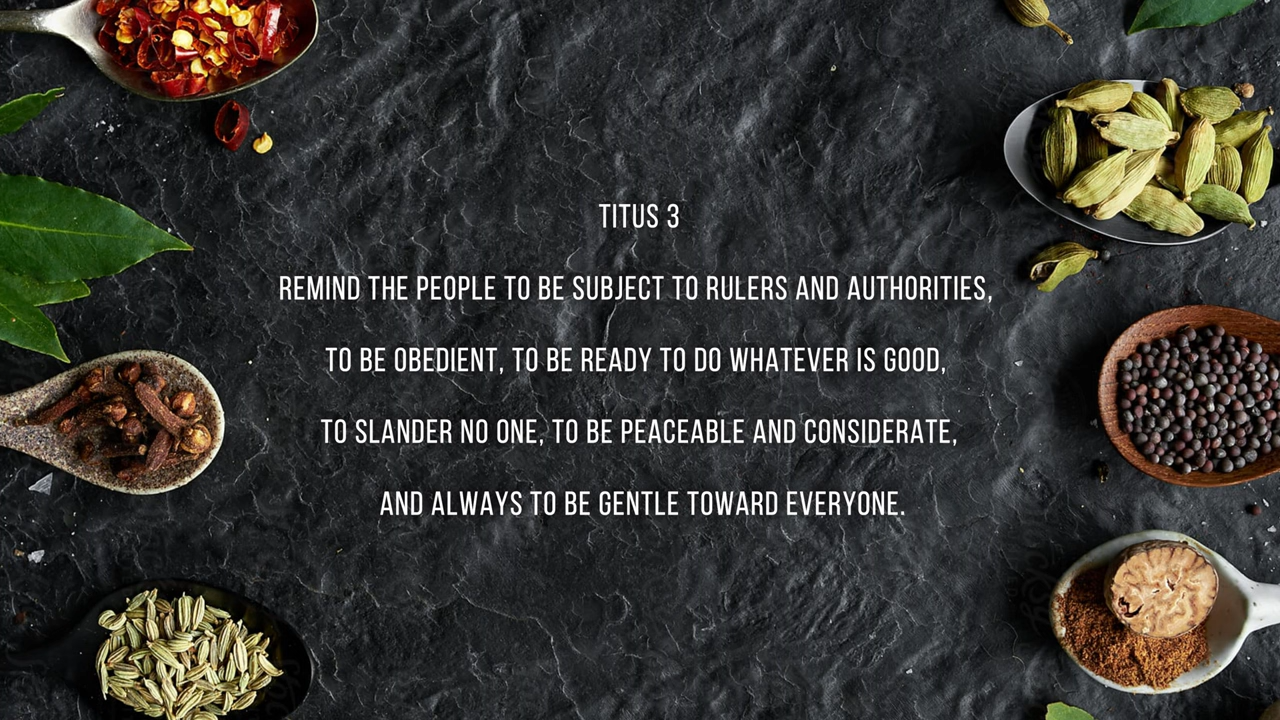 TITUS 3
REMIND THE PEOPLE TO BE SUBJECT TO RULERS AND AUTHORITIES,
TO BE OBEDIENT, TO BE READY TO DO WHATEVER IS GOOD,
TO SLANDER NO ONE, TO BE PEACEABLE AND CONSIDERATE,
AND ALWAYS TO BE GENTLE TOWARD EVERYONE.